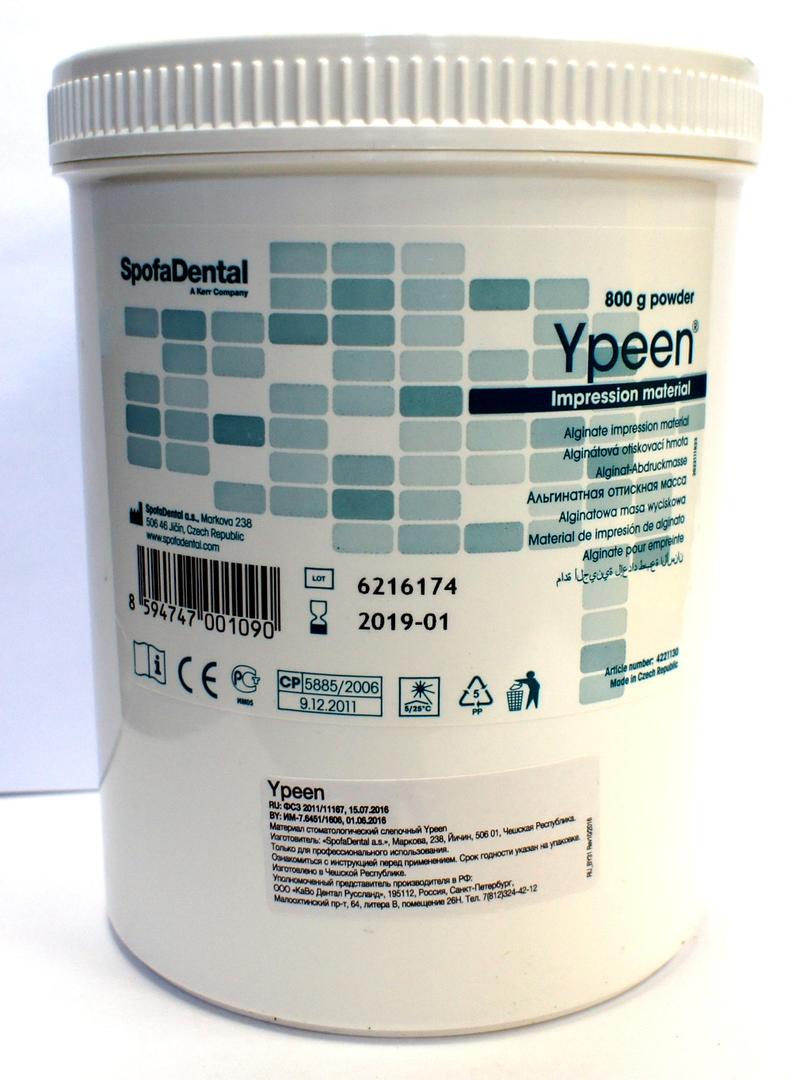 SpofaDental
A Kerr Company
800 g powder
Ypeen®
Impression material
Alginate impression material
Alginátová otiskovací hmota
Alginat-Abdruckmasse
Альгинатная оттискная масса
Alginatowa masa wyciskowa
Material de impresión de alginato
Alginate pour empreinte
SpofaDental a.s., Markova 238
506 46 Jičín, Czech Republic
www.spofadental.com
8 594747 001090
LOT 6216174
2019-01
CE
PCT
ИМ05
CP 5885/2006
9.12.2011
5/25°C
5
PP
Article number: 4221130
Made in Czech Republic
Ypeen
RU: ФСЗ 2011/11167, 15.07.2016
BY: ИМ-7.6451/1606, 01.06.2016
Материал стоматологический слепочный Ypeen
Изготовитель: «SpofaDental a.s.», Маркова, 238, Йичин, 506 01, Чешская Республика.
Только для профессионального использования.
Ознакомиться с инструкцией перед применением. Срок годности указан на упаковке.
Изготовлено в Чешской Республике.
Уполномоченный представитель производителя в РФ:
ООО «КаВо Дентал Руссланд», 195112, Россия, Санкт-Петербург,
Малоохтинский пр-т, 64, литера В, помещение 26Н. Тел. 7(812)324-42-12